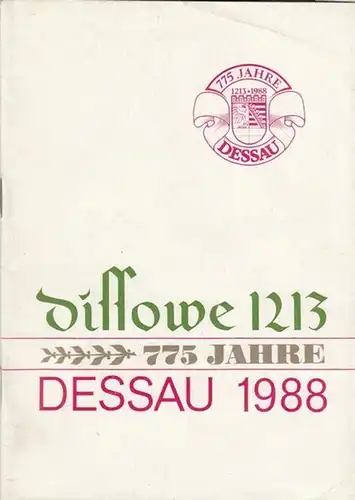 775 JAHRE
1213 • 1988
DESSAU
dissowe 1213
775 JAHRE
DESSAU 1988